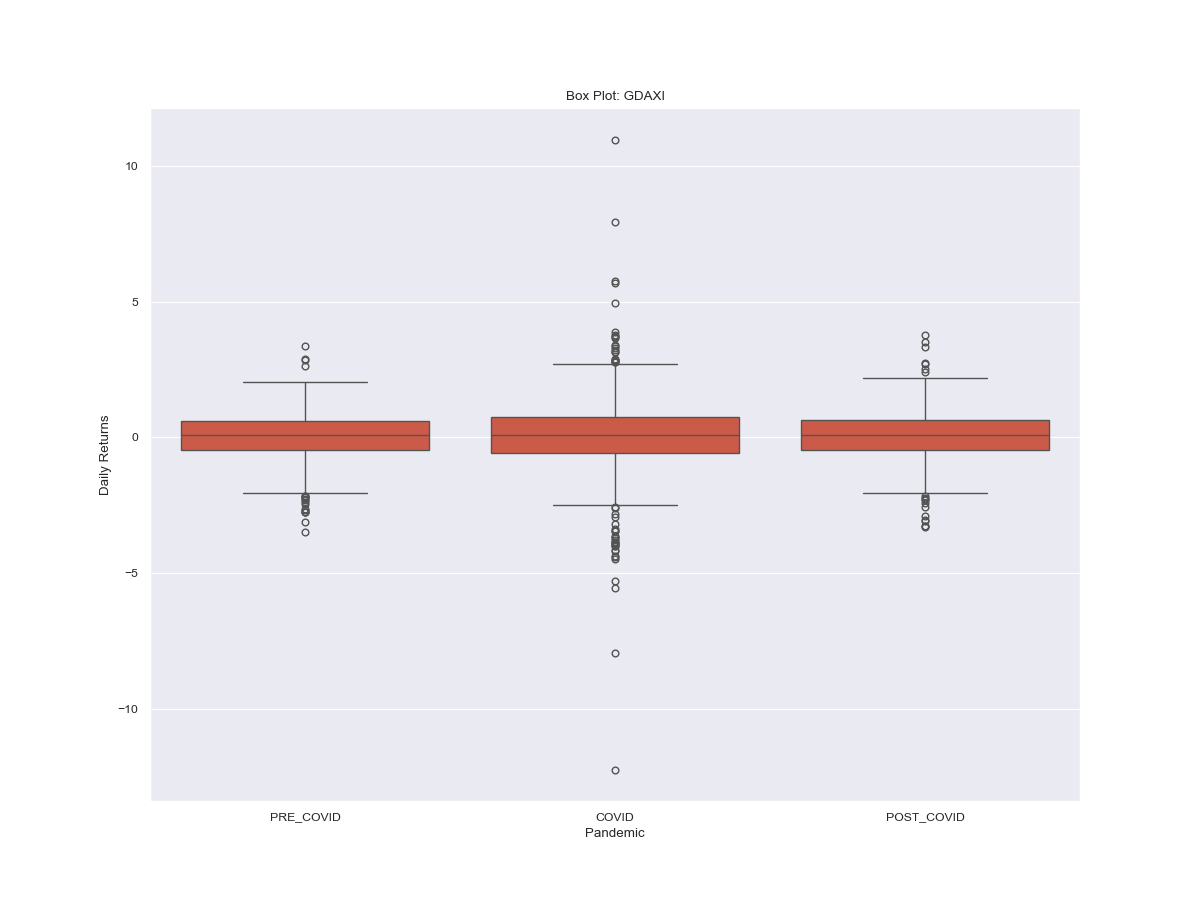 Box Plot: GDAXI
10
5
0
−5
−10
Daily Returns
PRE_COVID
COVID
POST_COVID
Pandemic